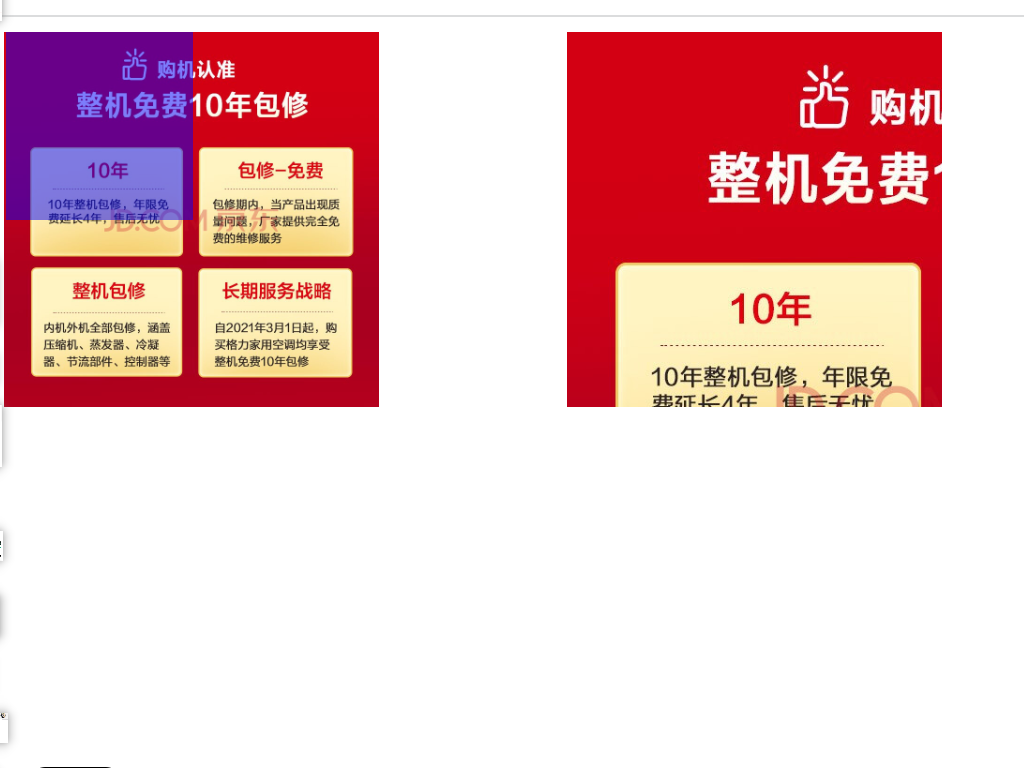 购机认准
整机免费10年包修
10年
10年整机包修，年限免
费延长4年，售后无忧
包修-免费
包修期内，当产品出现质
量问题，厂家提供完全免
费的维修服务
JD.COM 京东
整机包修
内机外机全部包修，涵盖
压缩机、蒸发器、冷凝
器、节流部件、控制器等
长期服务战略
自2021年3月1日起，购
买格力家用空调均享受
整机免费10年包修
购机
整机免费
10年
10年整机包修，年限免
费延长4年，售后无忧
JD.CO